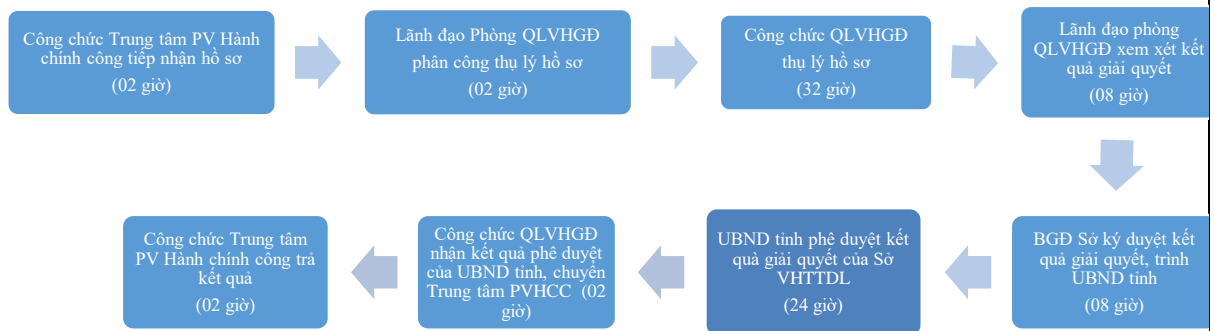 Công chức Trung tâm PV Hành
chính công tiếp nhận hồ sơ
(02 giờ)
Lãnh đạo Phòng QLVHGĐ
phân công thụ lý hồ sơ
(02 giờ)
Công chức QLVHGĐ
thụ lý hồ sơ
(32 giờ)
Lãnh đạo phòng
QLVHGĐ xem xét kết
quả giải quyết
(08 giờ)
BGĐ Sở ký duyệt kết
quả giải quyết, trình
UBND tỉnh
(08 giờ)
UBND tỉnh phê duyệt kết
quả giải quyết của Sở
VHTTDL
(24 giờ)
Công chức QLVHGĐ
nhận kết quả phê duyệt
của UBND tỉnh, chuyển
Trung tâm PVHCC (02
giờ)
Công chức Trung tâm
PV Hành chính công trả
kết quả
(02 giờ)